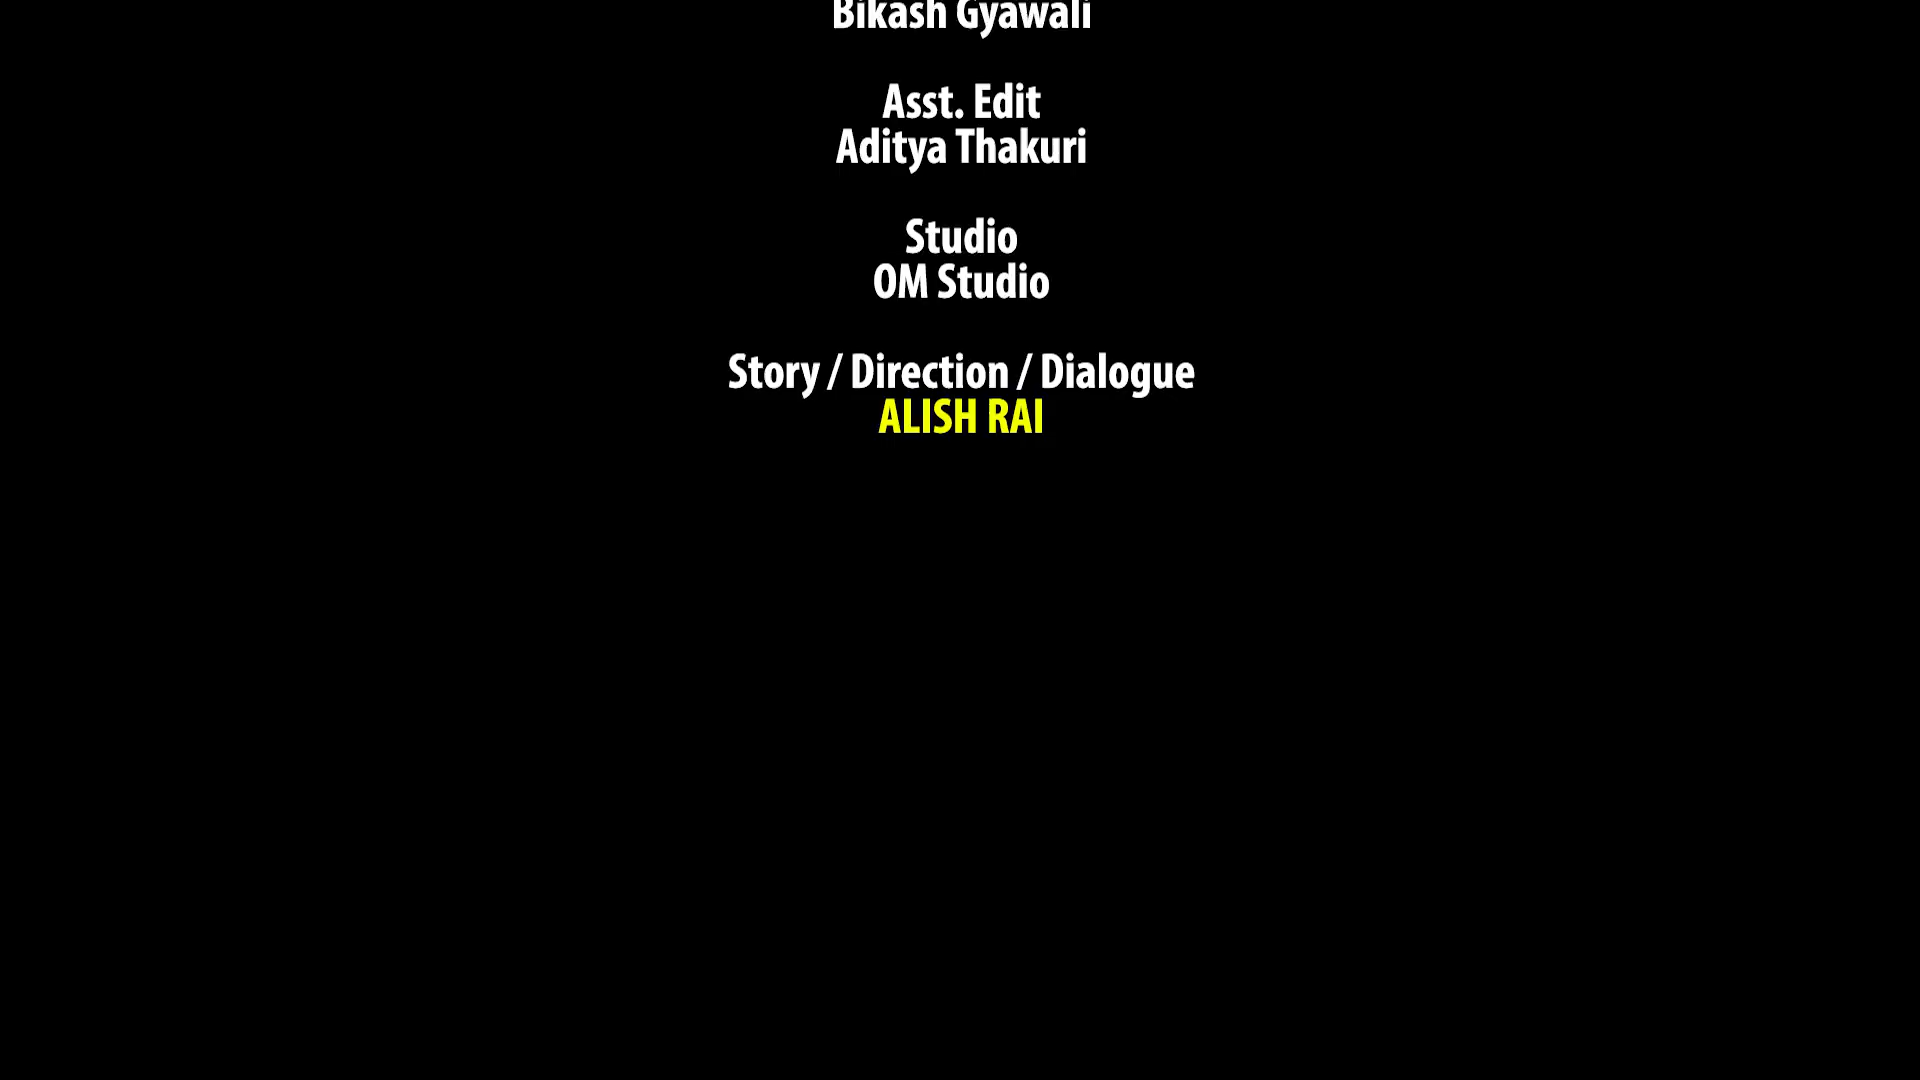 Bikash Gyawali
Asst. Edit
Aditya Thakuri
Studio
OM Studio
Story / Direction / Dialogue
ALISH RAI